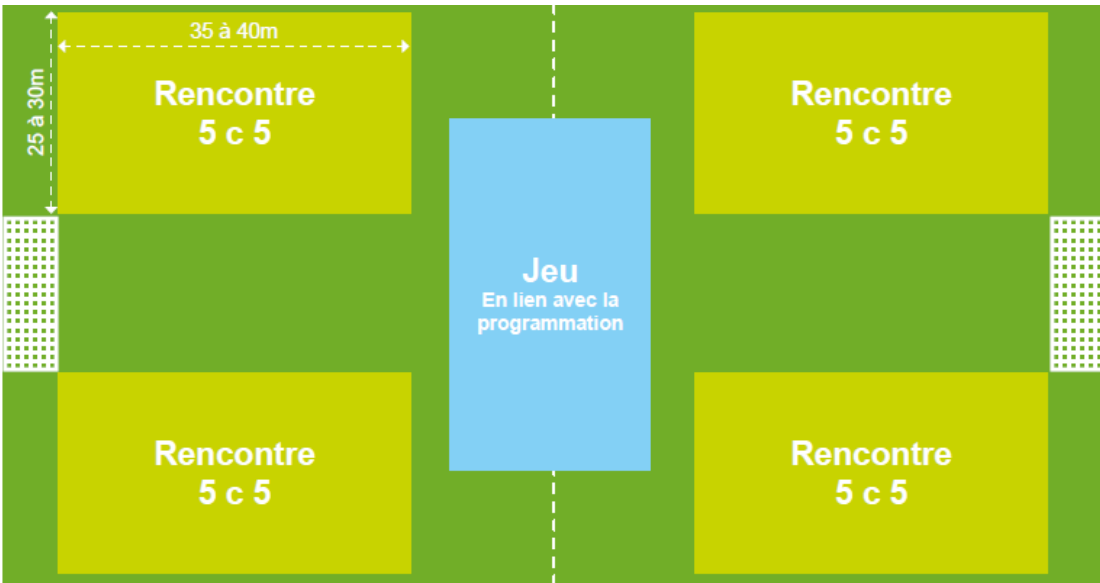 35 à 40m
25 à 30m
Rencontre
5 c 5
Rencontre
5 c 5
Jeu
En lien avec la
programmation
Rencontre
5 c 5
Rencontre
5 c 5